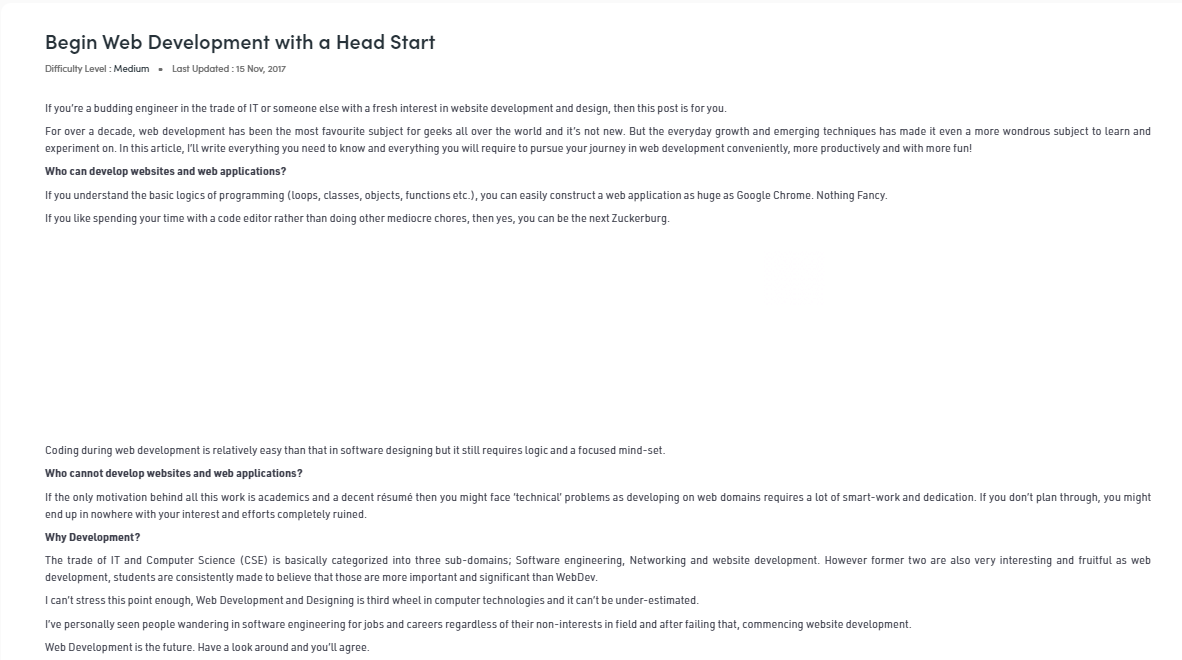 Begin Web Development with a Head Start
Difficulty Level : Medium • Last Updated : 15 Nov, 2017
If you're a budding engineer in the trade of IT or someone else with a fresh interest in website development and design, then this post is for you.
For over a decade, web development has been the most favourite subject for geeks all over the world and it's not new. But the everyday growth and emerging techniques has made it even a more wondrous subject to learn and
experiment on. In this article, I'll write everything you need to know and everything you will require to pursue your journey in web development conveniently, more productively and with more fun!
Who can develop websites and web applications?
If you understand the basic logics of programming (loops, classes, objects, functions etc.), you can easily construct a web application as huge as Google Chrome. Nothing Fancy.
If you like spending your time with a code editor rather than doing other mediocre chores, then yes, you can be the next Zuckerburg.
Coding during web development is relatively easy than that in software designing but it still requires logic and a focused mind-set.
Who cannot develop websites and web applications?
If the only motivation behind all this work is academics and a decent résumé then you might face 'technical' problems as developing on web domains requires a lot of smart-work and dedication. If you don't plan through, you might
end up in nowhere with your interest and efforts completely ruined.
Why Development?
The trade of IT and Computer Science (CSE) is basically categorized into three sub-domains; Software engineering, Networking and website development. However former two are also very interesting and fruitful as web
development, students are consistently made to believe that those are more important and significant than WebDev.
I can't stress this point enough, Web Development and Designing is third wheel in computer technologies and it can't be under-estimated.
I've personally seen people wandering in software engineering for jobs and careers regardless of their non-interests in field and after failing that, commencing website development.
Web Development is the future. Have a look around and you'll agree.